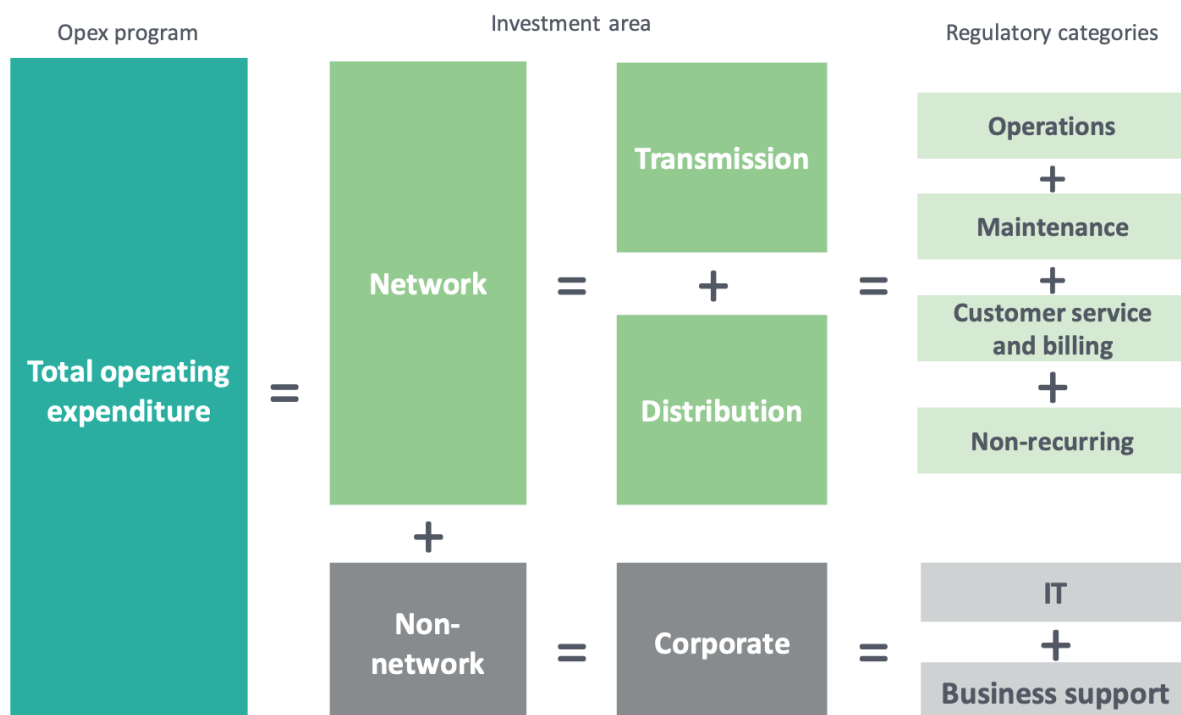 Opex program
Investment area
Regulatory categories
Total operating
expenditure
=
Network
+
Non-
network
=
Transmission
+
Distribution
=
Corporate
=
Operations
+
Maintenance
+
Customer service
and billing
+
Non-recurring
=
IT
+
Business support